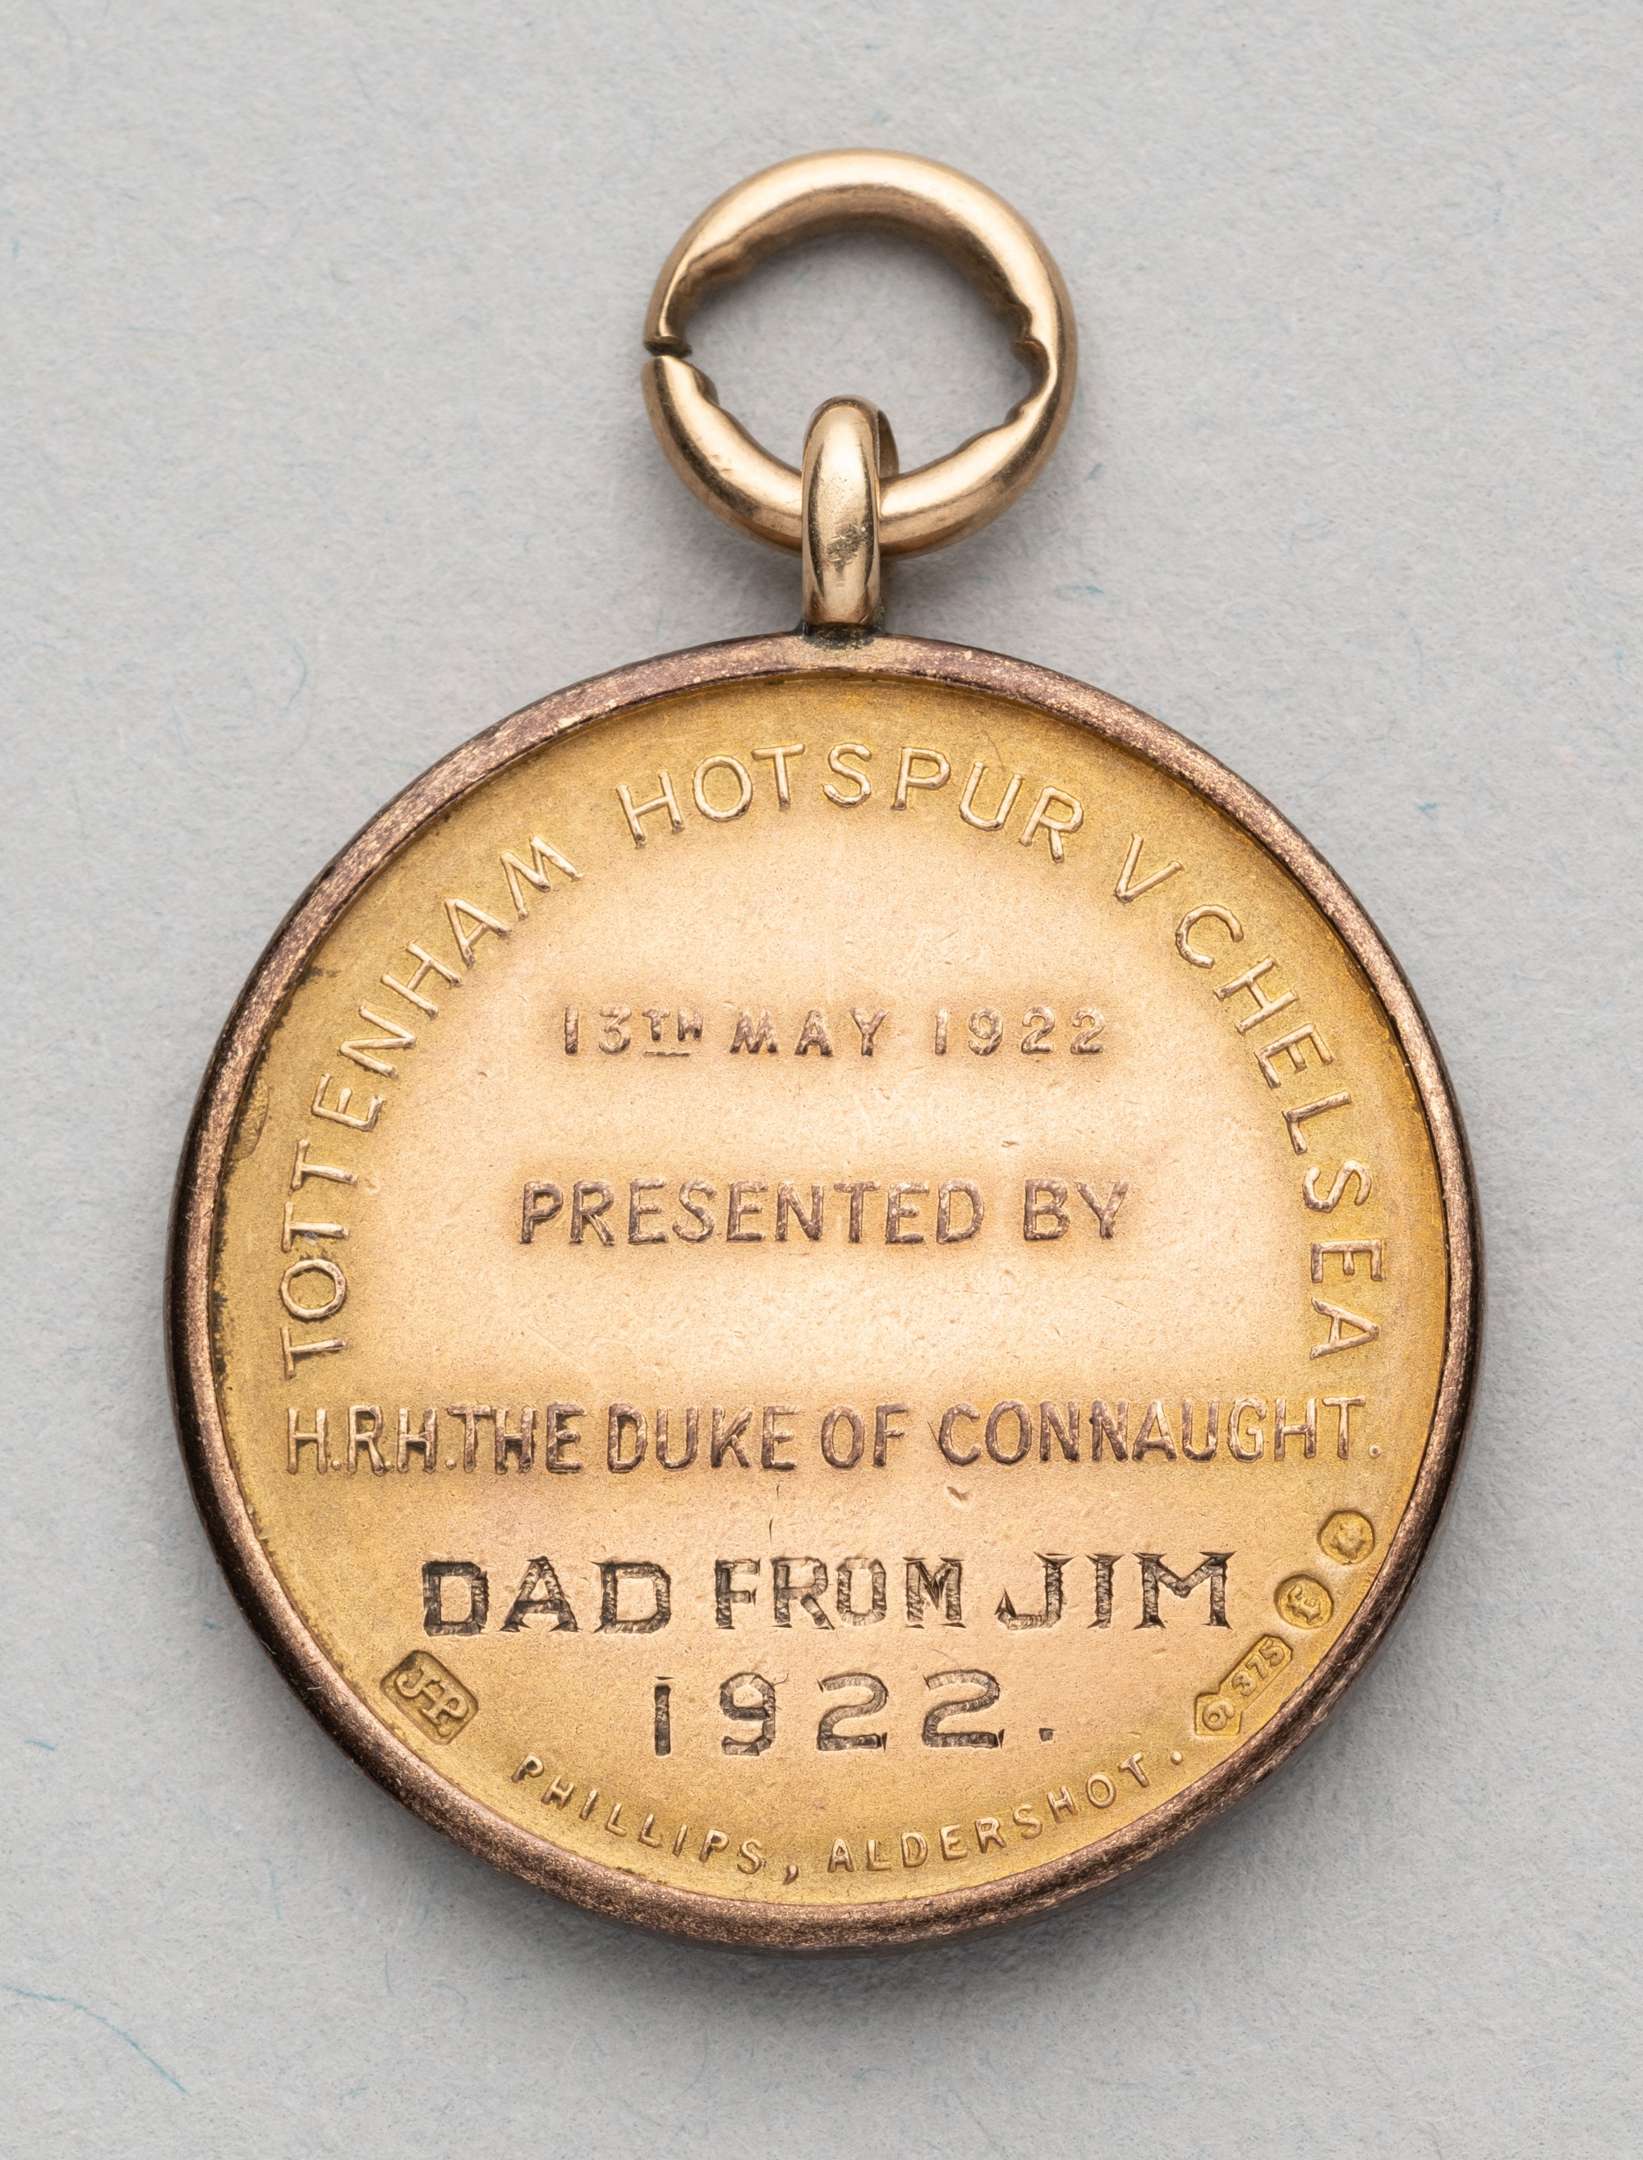 TOTTENHAM HOTSPUR V CHELSEA
13TH MAY 1922
PRESENTED BY
H.R.H. THE DUKE OF CONNAUGHT.
DAD FROM JIM
1922.
J.P
9 .375
PHILLIPS, ALDERSHOT.